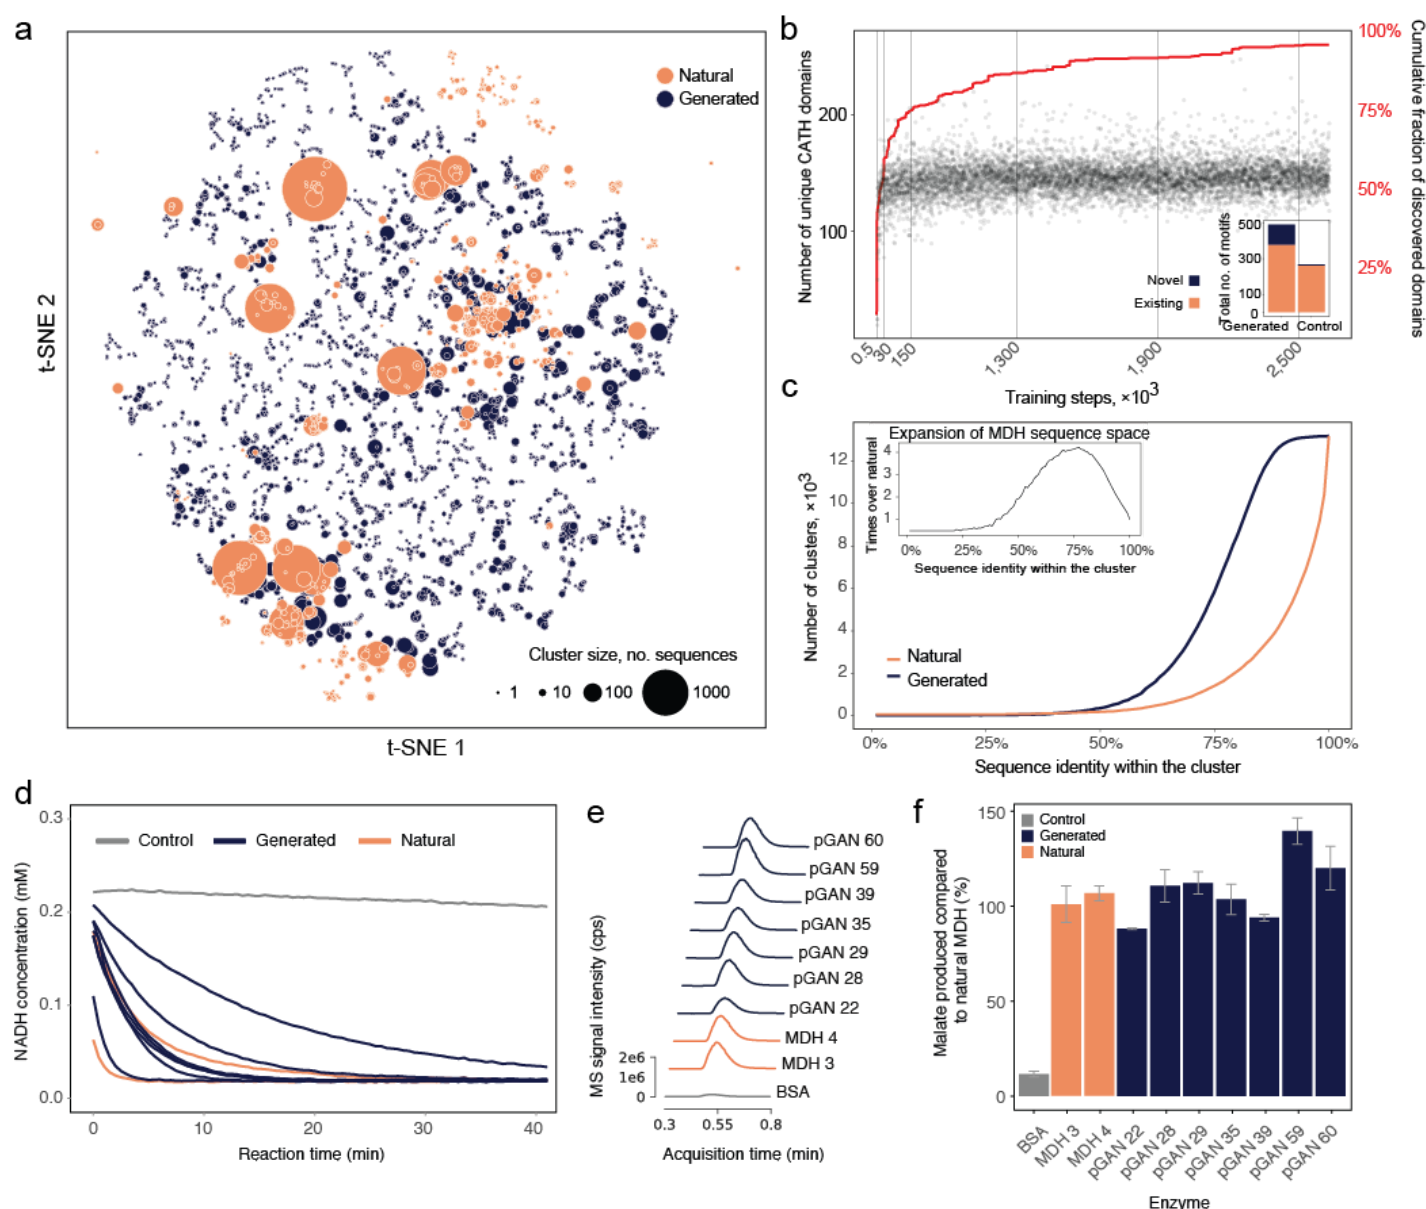 a
Natural
Generated
t-SNE 2
Cluster size, no. sequences
1 10 100 1000
t-SNE 1
b
Number of unique CATH domains
200
100
100%
75%
50%
25%
Cumulative fraction of discovered domains
Total no. of motifs
500
300
100
0
Generated Control
Novel
Existing
0.5 30 150 1,300 1,900 2,500
Training steps, ×10³
c
Number of clusters, ×10³
12
10
8
6
4
2
0
Expansion of MDH sequence space
Times over natural
4
3
2
1
0% 25% 50% 75% 100%
Sequence identity within the cluster
Natural
Generated
0% 25% 50% 75% 100%
Sequence identity within the cluster
d
NADH concentration (mM)
0.3
0.2
0.1
0.0
Control Generated Natural
0 10 20 30 40
Reaction time (min)
e
MS signal intensity (cps)
pGAN 60
pGAN 59
pGAN 39
pGAN 35
pGAN 29
pGAN 28
pGAN 22
MDH 4
MDH 3
BSA
2e6
1e6
0
0.3 0.55 0.8
Acquisition time (min)
f
Malate produced compared
to natural MDH (%)
150
100
50
0
Control
Generated
Natural
BSA MDH 3 MDH 4 pGAN 22 pGAN 28 pGAN 29 pGAN 35 pGAN 39 pGAN 59 pGAN 60
Enzyme